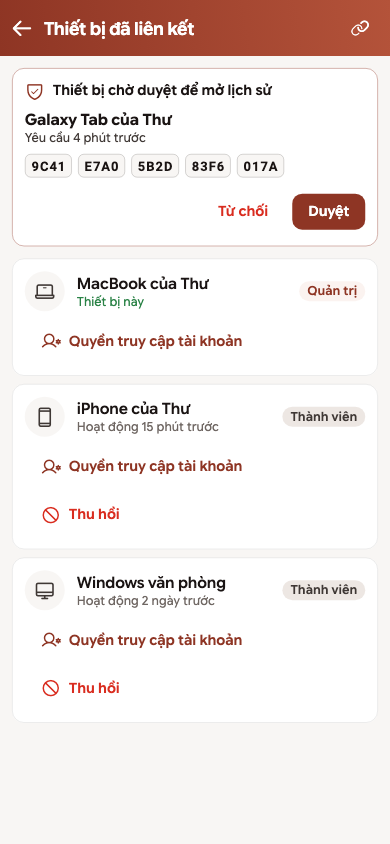 Thiết bị đã liên kết
Thiết bị chờ duyệt để mở lịch sử
Galaxy Tab của Thư
Yêu cầu 4 phút trước
9C41 E7A0 5B2D 83F6 017A
Từ chối
Duyệt
MacBook của Thư
Thiết bị này
Quản trị
Quyền truy cập tài khoản
iPhone của Thư
Hoạt động 15 phút trước
Thành viên
Quyền truy cập tài khoản
Thu hồi
Windows văn phòng
Hoạt động 2 ngày trước
Thành viên
Quyền truy cập tài khoản
Thu hồi